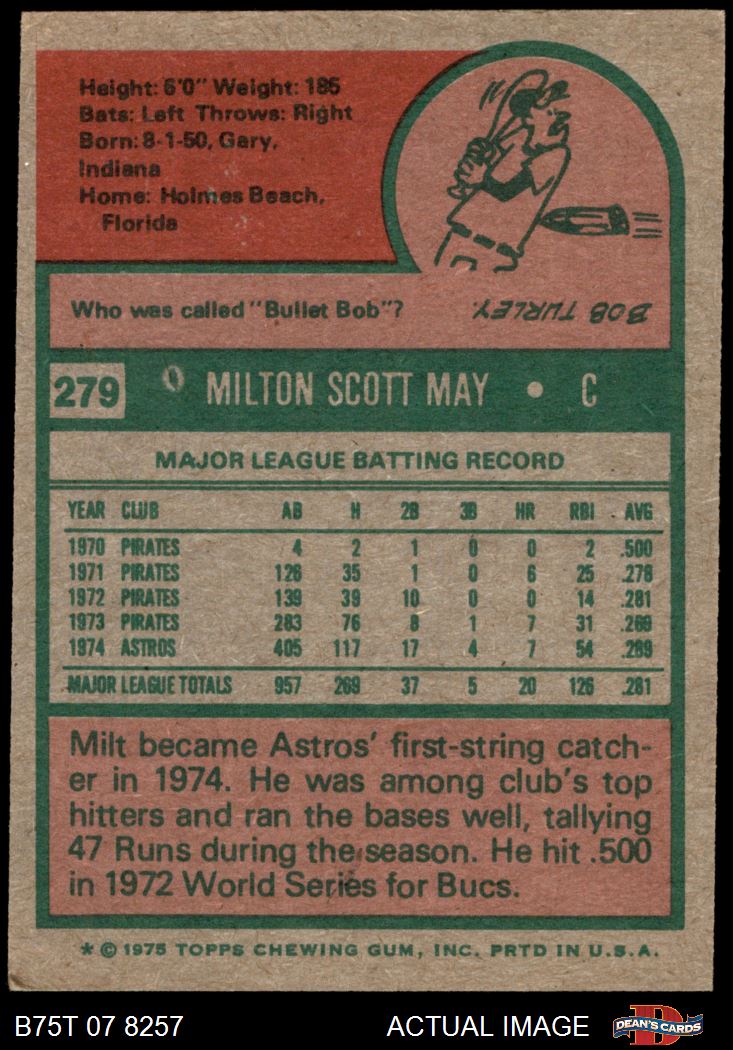 Height: 6'0" Weight: 185
Bats: Left Throws: Right
Born: 8-1-50, Gary,
Indiana
Home: Holmes Beach,
Florida
Who was called "Bullet Bob"?
BOB TURLEY.
279 MILTON SCOTT MAY • C
MAJOR LEAGUE BATTING RECORD
YEAR CLUB AB H 2B 3B HR RBI AVG
1970 PIRATES 4 2 1 0 0 2 .500
1971 PIRATES 126 35 1 0 6 25 .278
1972 PIRATES 139 39 10 0 0 14 .281
1973 PIRATES 283 76 8 1 7 31 .269
1974 ASTROS 405 117 17 4 7 54 .289
MAJOR LEAGUE TOTALS 957 269 37 5 20 126 .281
Milt became Astros' first-string catch-
er in 1974. He was among club's top
hitters and ran the bases well, tallying
47 Runs during the season. He hit .500
in 1972 World Series for Bucs.
* © 1975 TOPPS CHEWING GUM, INC. PRTD IN U.S.A.
B75T 07 8257 ACTUAL IMAGE DEAN'S CARDS